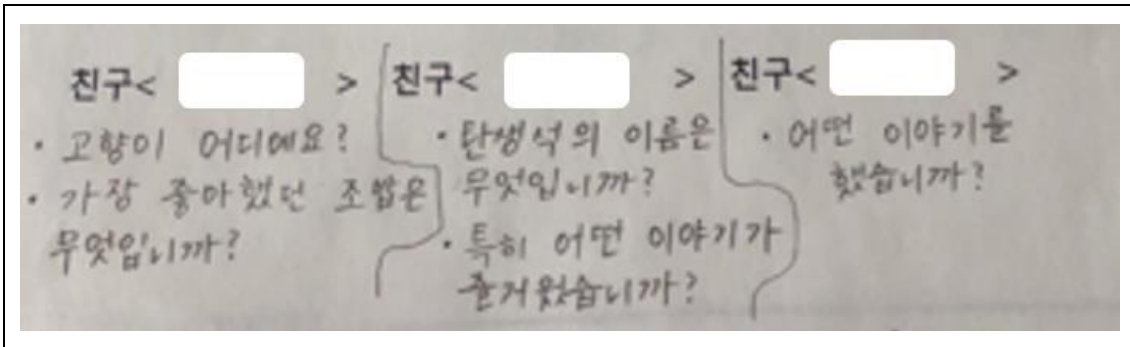 친구< >
· 고향이 어디예요?
· 가장 좋아했던 초밥은
무엇입니까?
친구< >
· 탄생석의 이름은
무엇입니까?
· 특히 어떤 이야기가
즐거웠습니까?
친구< >
· 어떤 이야기를
했습니까?